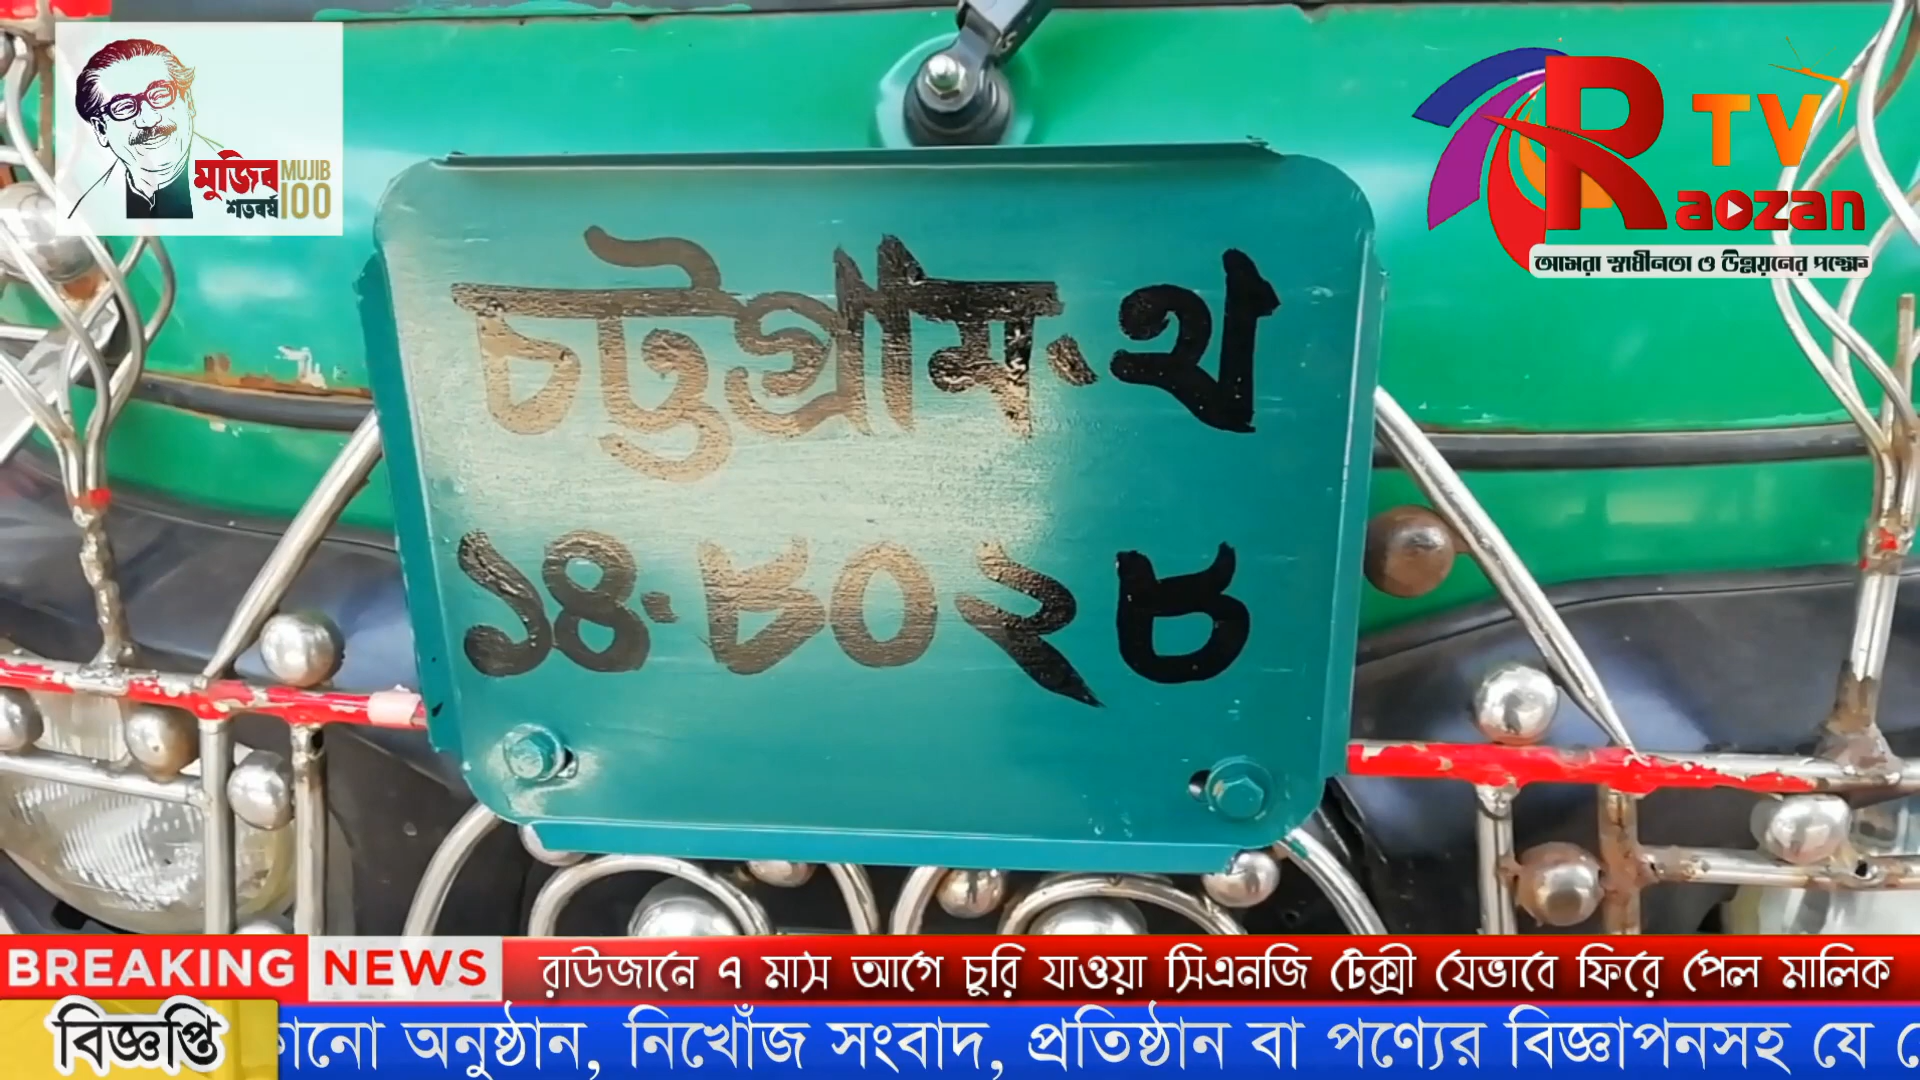 মুজিব MUJIB
শতবর্ষ 100
R TV
aozan
আমরা স্বাধীনতা ও উন্নয়নের পক্ষে
চট্টগ্রাম-থ
১৪-৮০২৮
BREAKING NEWS রাউজানে ৭ মাস আগে চুরি যাওয়া সিএনজি টেক্সী যেভাবে ফিরে পেল মালিক
বিজ্ঞপ্তি অনুষ্ঠান, নিখোঁজ সংবাদ, প্রতিষ্ঠান বা পণ্যের বিজ্ঞাপনসহ যে